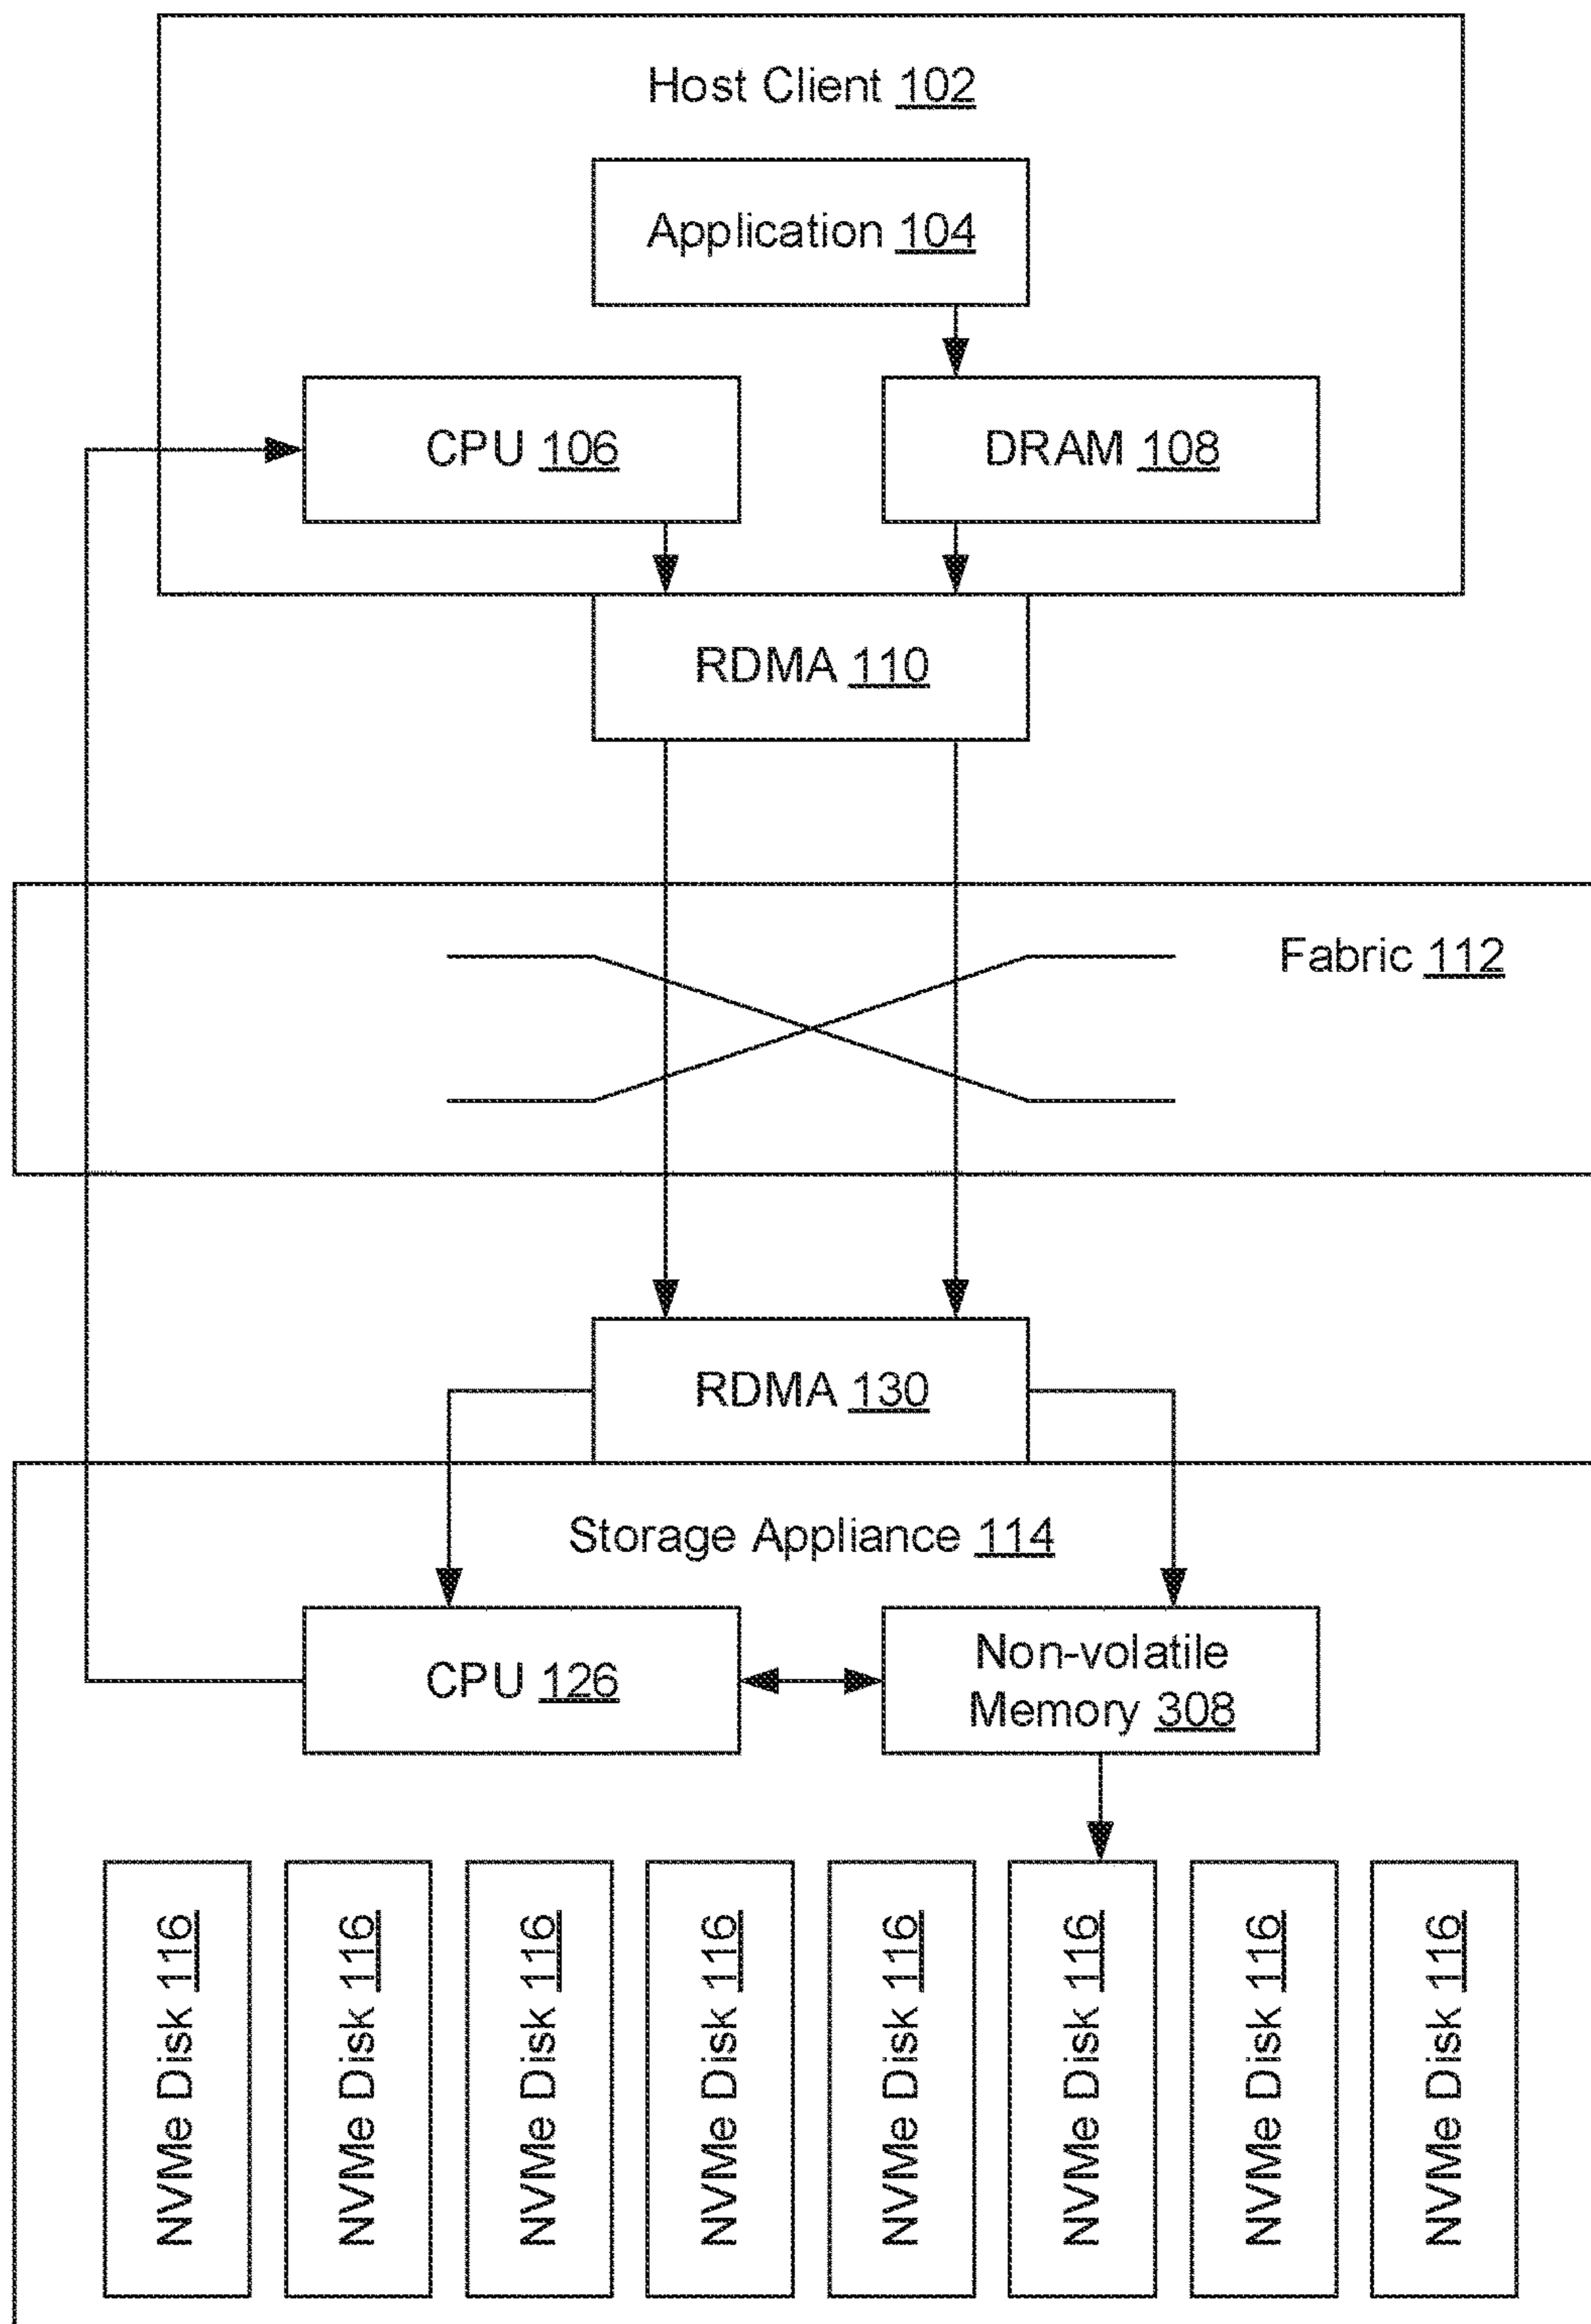 Host Client 102
Application 104
CPU 106
DRAM 108
RDMA 110
Fabric 112
RDMA 130
Storage Appliance 114
CPU 126
Non-volatile
Memory 308
NVMe Disk 116
NVMe Disk 116
NVMe Disk 116
NVMe Disk 116
NVMe Disk 116
NVMe Disk 116
NVMe Disk 116
NVMe Disk 116